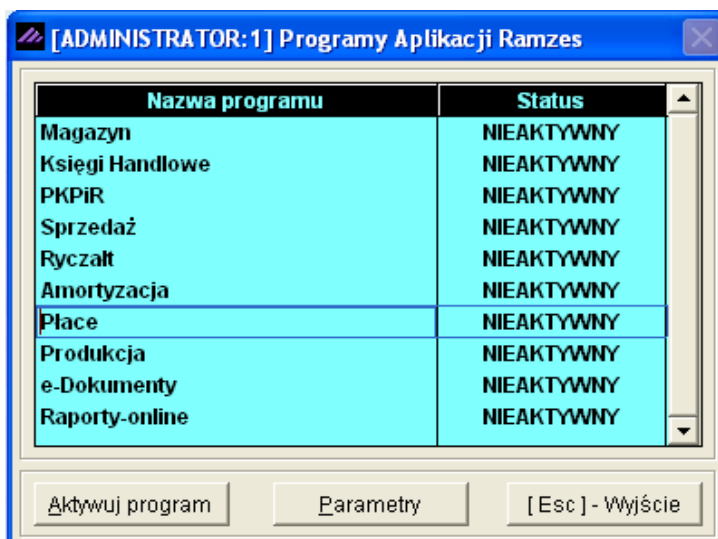 [ADMINISTRATOR:1] Programy Aplikacji Ramzes
Nazwa programu Status
Magazyn NIEAKTYWNY
Księgi Handlowe NIEAKTYWNY
PKPiR NIEAKTYWNY
Sprzedaż NIEAKTYWNY
Ryczałt NIEAKTYWNY
Amortyzacja NIEAKTYWNY
Płace NIEAKTYWNY
Produkcja NIEAKTYWNY
e-Dokumenty NIEAKTYWNY
Raporty-online NIEAKTYWNY
Aktywuj program Parametry [ Esc ] - Wyjście